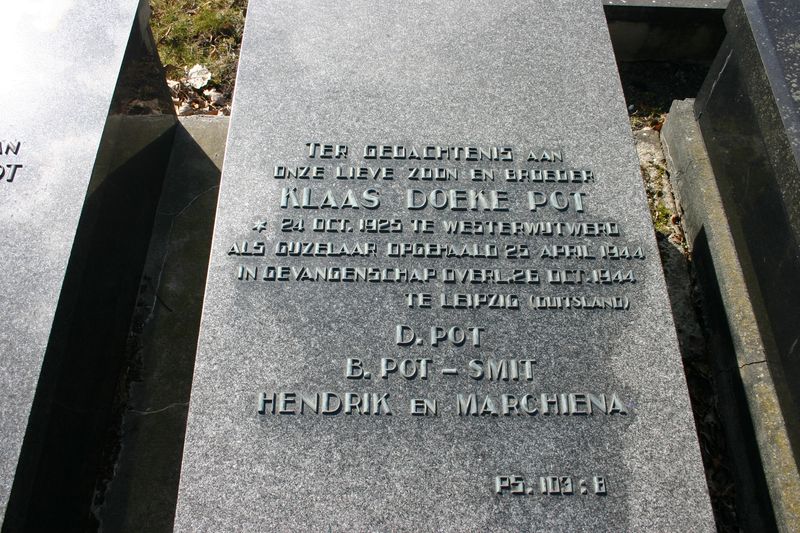 TER GEDACHTENIS AAN
ONZE LIEVE ZOON EN BROEDER
KLAAS DOEKE POT
* 24 OCT. 1925 TE WESTERWIJTWERD
ALS GIJZELAAR OPGEHAALD 25 APRIL 1944
IN GEVANGENSCHAP OVERL. 26 OCT. 1944
TE LEIPZIG (DUITSLAND)
D. POT
B. POT - SMIT
HENDRIK EN MARCHIENA
PS. 103 : 8